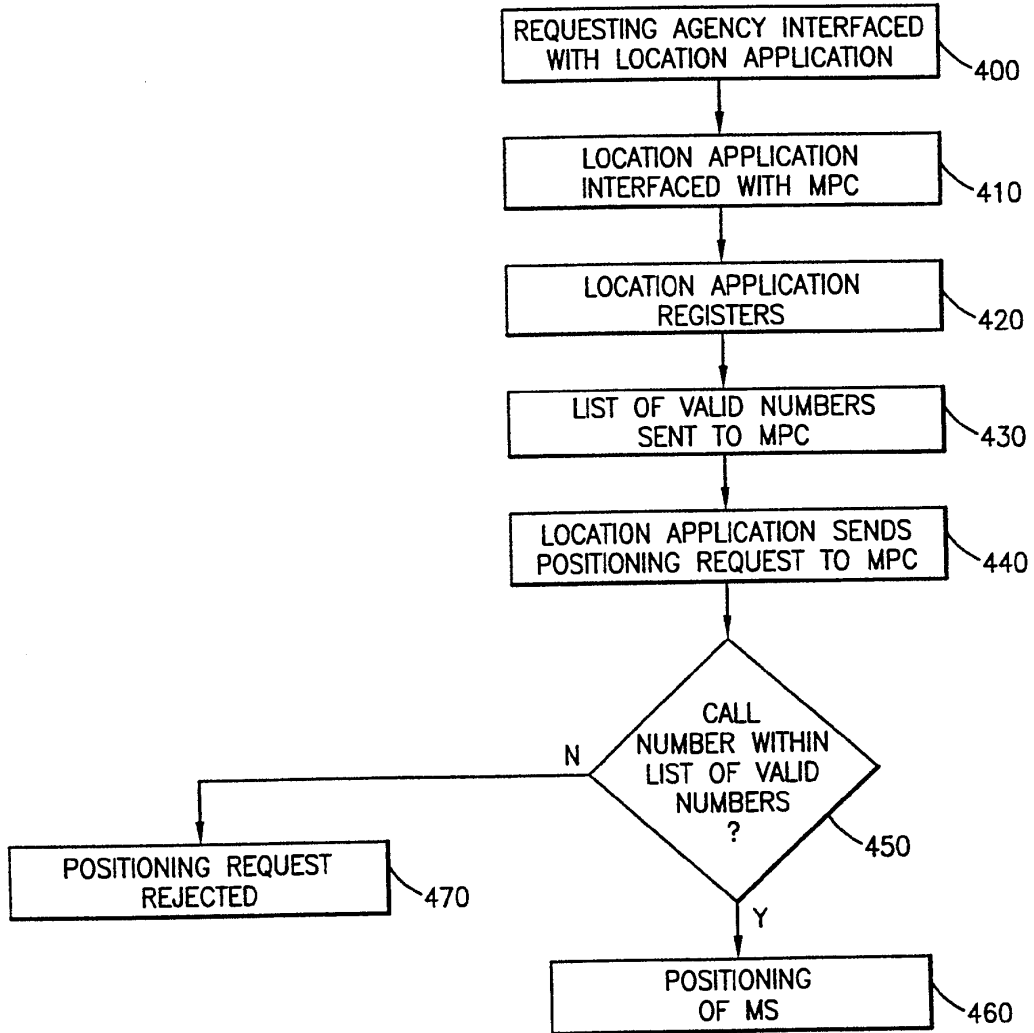 REQUESTING AGENCY INTERFACED
WITH LOCATION APPLICATION
400
LOCATION APPLICATION
INTERFACED WITH MPC
410
LOCATION APPLICATION
REGISTERS
420
LIST OF VALID NUMBERS
SENT TO MPC
430
LOCATION APPLICATION SENDS
POSITIONING REQUEST TO MPC
440
CALL
NUMBER WITHIN
LIST OF VALID
NUMBERS
?
450
N
POSITIONING REQUEST
REJECTED
470
Y
POSITIONING
OF MS
460